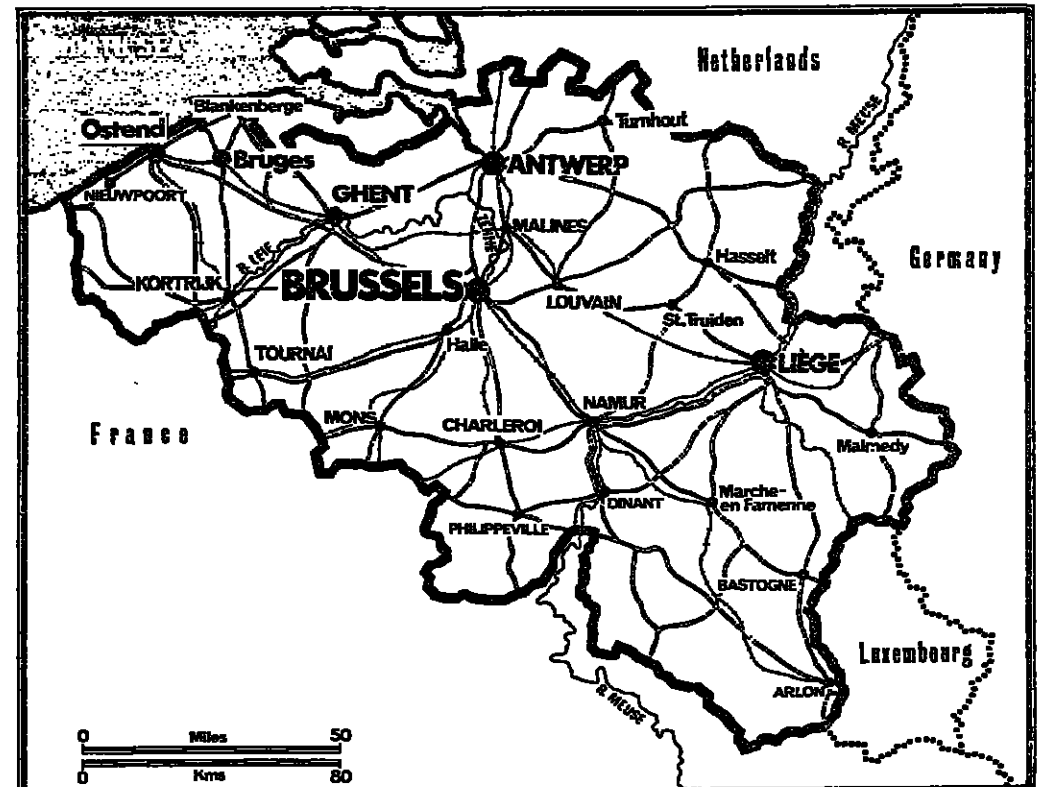 Netherlands
R. MEUSE
Blankenberge
Turnhout
Ostend
Bruges
ANTWERP
NIEUWPOORT
GHENT
MALINES
R. LEIE
Hasselt
Germany
KORTRIJK
BRUSSELS
LOUVAIN
St. Truiden
TOURNAI
Halle
LIÈGE
NAMUR
MONS
CHARLEROI
France
Malmedy
Marche-
en Famenne
DINANT
PHILIPPEVILLE
BASTOGNE
Luxembourg
ARLON
R. MEUSE
0 Miles 50
0 Kms 80